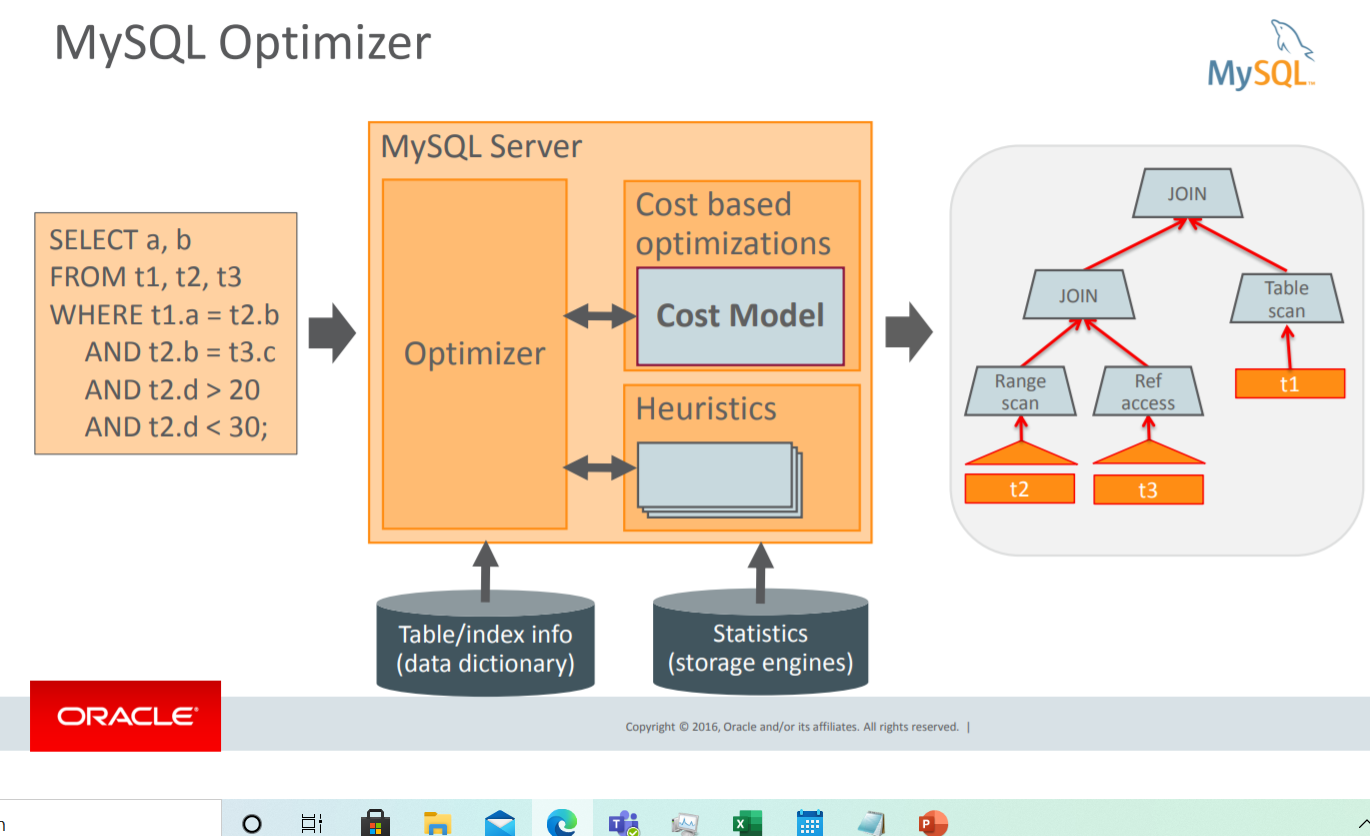 MySQL Optimizer
MySQL™
MySQL Server
SELECT a, b
FROM t1, t2, t3
WHERE t1.a = t2.b
AND t2.b = t3.c
AND t2.d > 20
AND t2.d < 30;
Optimizer
Cost based
optimizations
Cost Model
Heuristics
JOIN
JOIN
Table
scan
Range
scan
Ref
access
t1
t2
t3
Table/index info
(data dictionary)
Statistics
(storage engines)
ORACLE®
Copyright © 2016, Oracle and/or its affiliates. All rights reserved. |